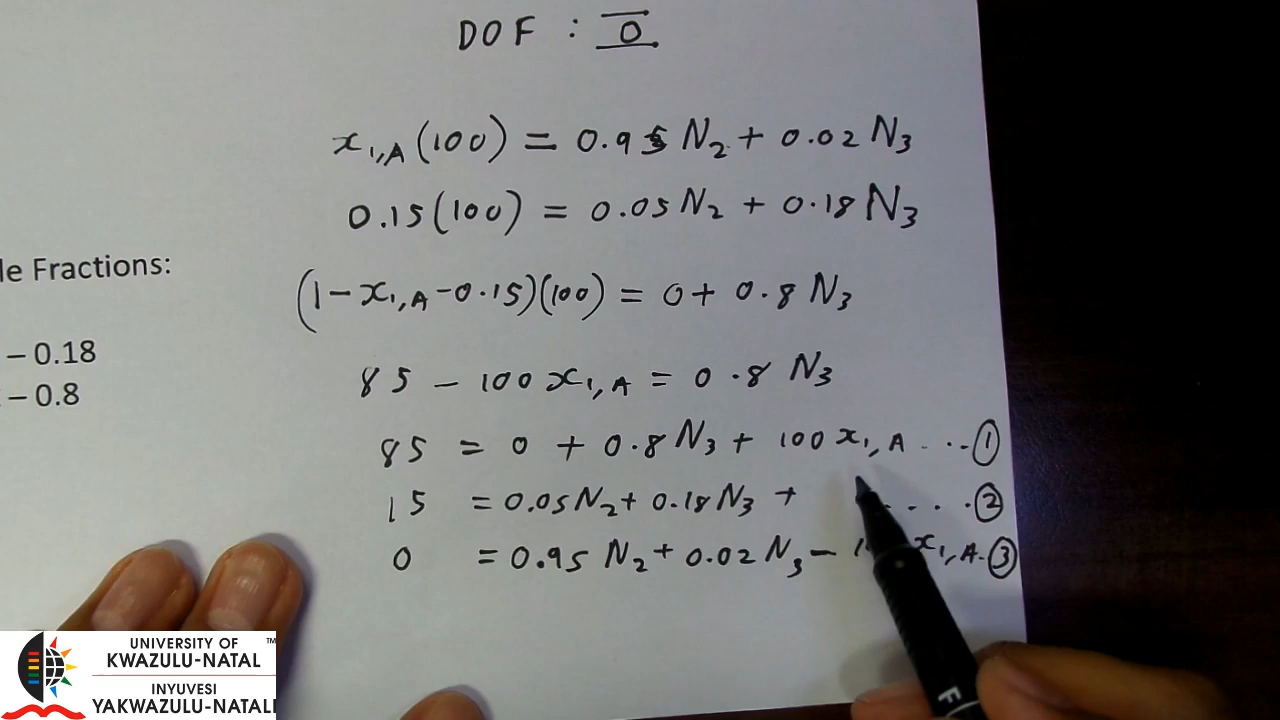 DOF : 0
x1,A (100) = 0.95 N2 + 0.02 N3
0.15 (100) = 0.05 N2 + 0.18 N3
le Fractions:
(1 - x1,A - 0.15)(100) = 0 + 0.8 N3
– 0.18
85 - 100 x1,A = 0.8 N3
– 0.8
85 = 0 + 0.8 N3 + 100 x1,A ... ①
15 = 0.05 N2 + 0.18 N3 + .... ②
0 = 0.95 N2 + 0.02 N3 - 1 x1,A. ③
UNIVERSITY OF ™
KWAZULU-NATAL
INYUVESI
YAKWAZULU-NATALI
F